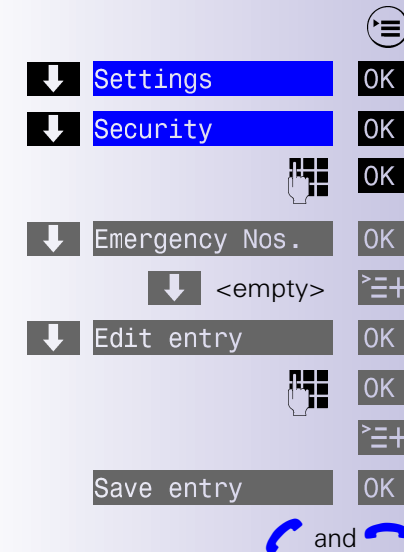 Settings OK
Security OK
OK
Emergency Nos. OK
<empty>
Edit entry OK
OK
Save entry OK
and